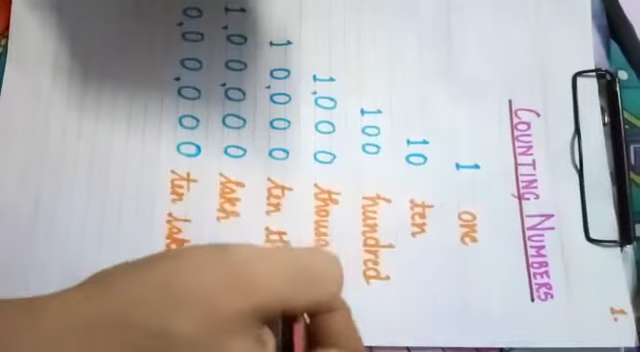 1.
COUNTING NUMBERS
1 one
10 ten
100 hundred
1,000
10,000 ten
1,00,000 lakh
0,00,000 ten